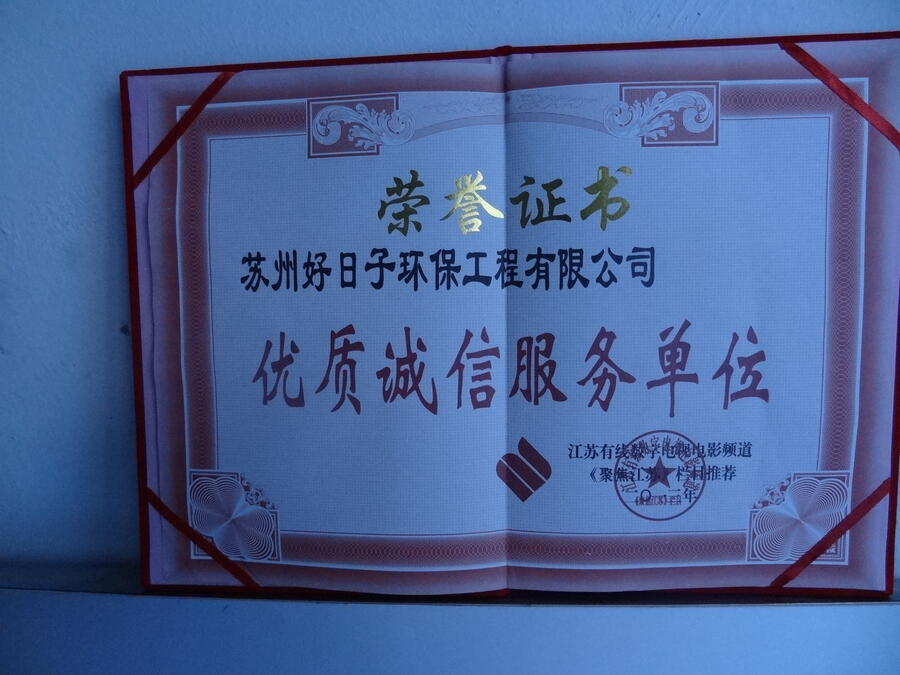 荣誉证书
苏州好日子环保工程有限公司
优质诚信服务单位
江苏有线数字电视电影频道
《聚焦江苏》栏目推荐
年